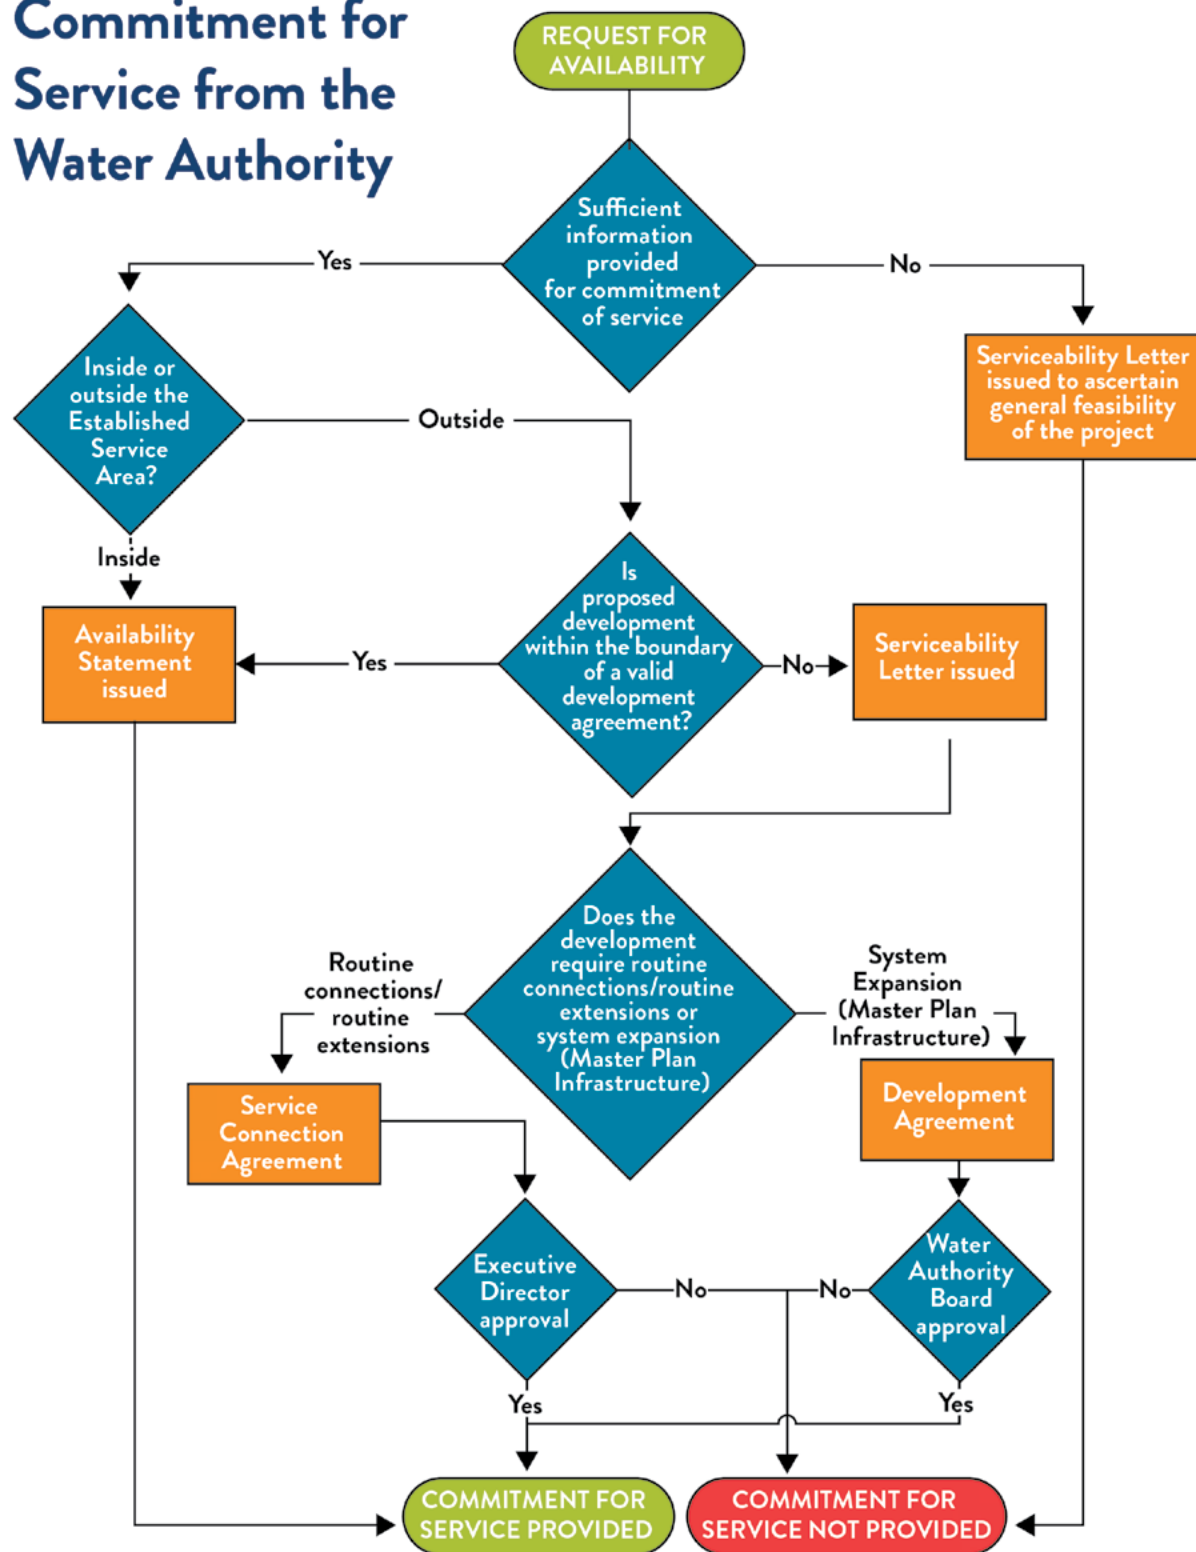 Commitment for
Service from the
Water Authority
REQUEST FOR
AVAILABILITY
Sufficient
information
provided
for commitment
of service
Yes
No
Inside or
outside the
Established
Service
Area?
Outside
Serviceability Letter
issued to ascertain
general feasibility
of the project
Inside
Is
proposed
development
within the boundary
of a valid
development
agreement?
Availability
Statement
issued
Yes
No
Serviceability
Letter issued
Does the
development
require routine
connections/routine
extensions or
system expansion
(Master Plan
Infrastructure)
Routine
connections/
routine
extensions
System
Expansion
(Master Plan
Infrastructure)
Service
Connection
Agreement
Development
Agreement
Executive
Director
approval
No
No
Water
Authority
Board
approval
Yes
Yes
COMMITMENT FOR
SERVICE PROVIDED
COMMITMENT FOR
SERVICE NOT PROVIDED